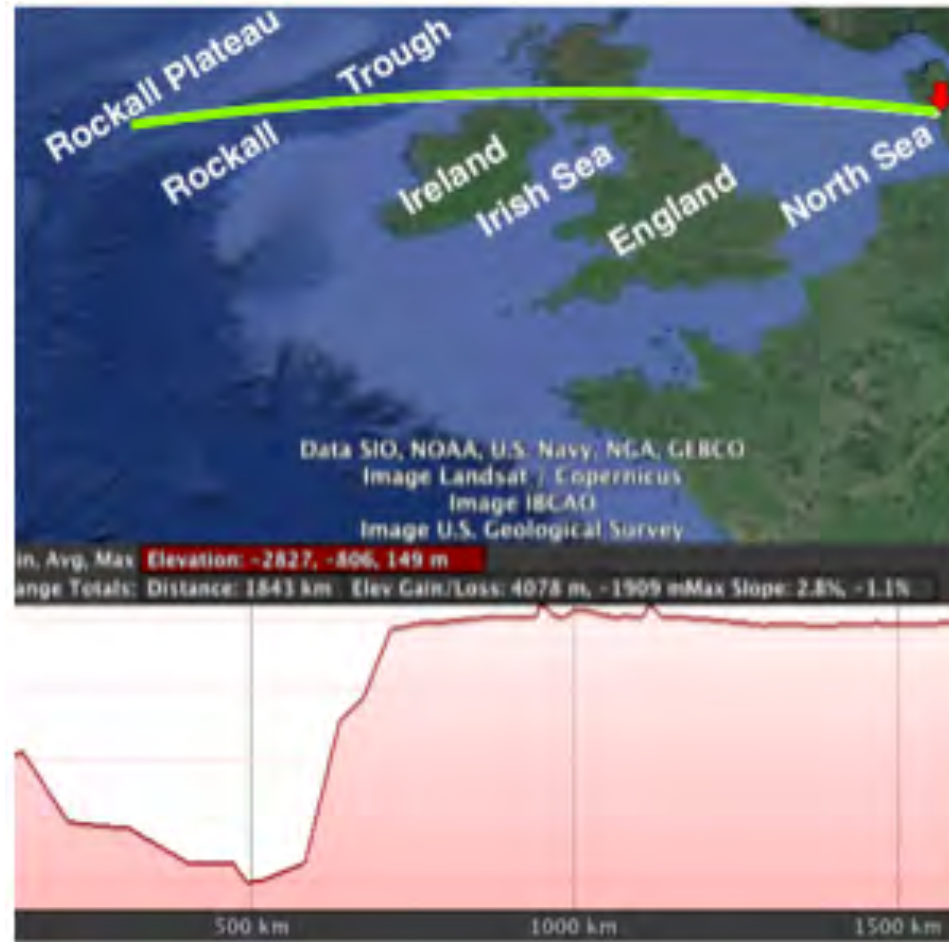 Rockall Plateau
Trough
Rockall
Ireland
Irish Sea
England
North Sea
Data SIO, NOAA, U.S. Navy, NGA, GEBCO
Image Landsat / Copernicus
Image IBCAO
Image U.S. Geological Survey
in, Avg, Max Elevation: -2827, -806, 149 m
ange Totals: Distance: 1843 km Elev Gain/Loss: 4078 m, -1909 mMax Slope: 2.8%, -1.1%
500 km 1000 km 1500 km